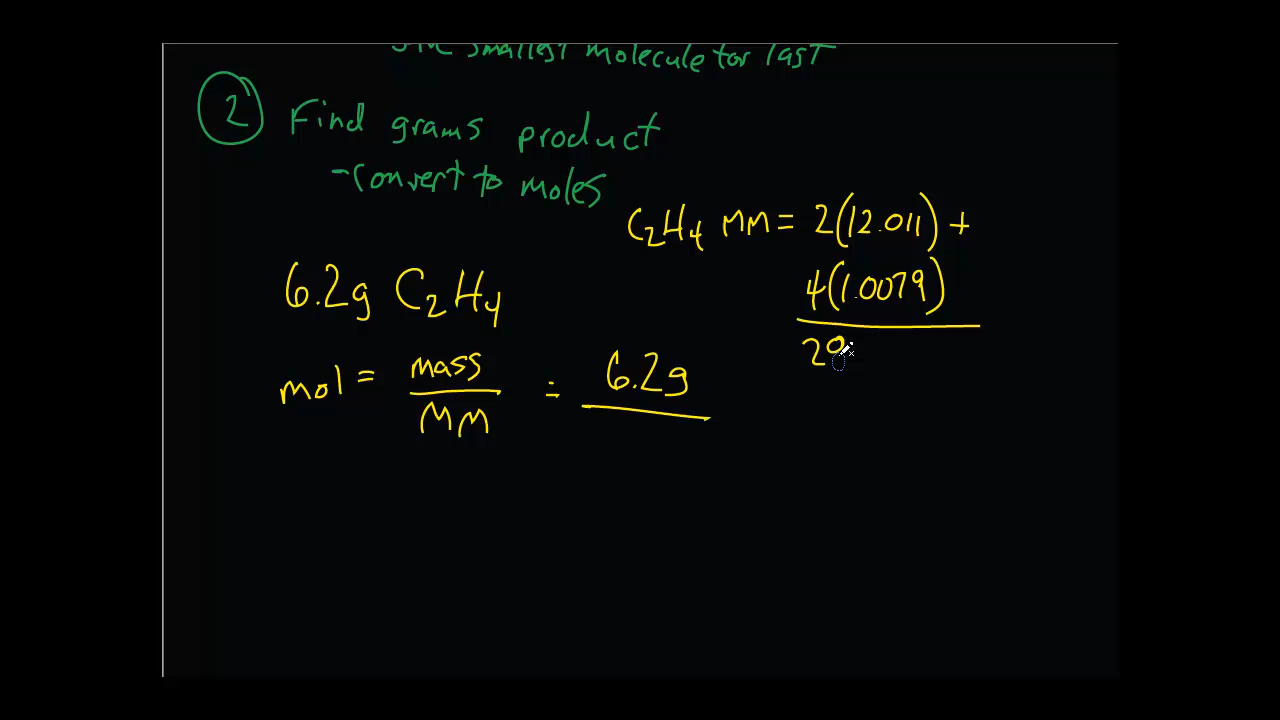 smallest molecule for last
2 Find grams product
- convert to moles
C₂H₄ MM = 2(12.011) +
4(1.0079)
6.2g C₂H₄
mol = mass / MM = 6.2g